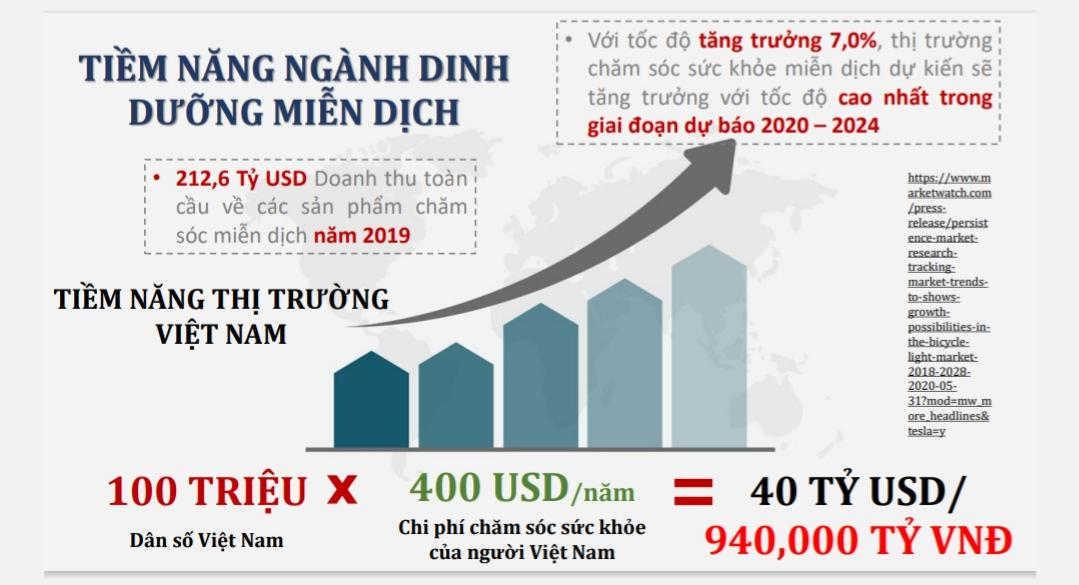 TIỀM NĂNG NGÀNH DINH
DƯỠNG MIỄN DỊCH
• Với tốc độ tăng trưởng 7,0%, thị trường
chăm sóc sức khỏe miễn dịch dự kiến sẽ
tăng trưởng với tốc độ cao nhất trong
giai đoạn dự báo 2020 – 2024
• 212,6 Tỷ USD Doanh thu toàn
cầu về các sản phẩm chăm
sóc miễn dịch năm 2019
https://www.m
arketwatch.com
/press-
release/persist
ence-market-
research-
tracking-
market-trends-
to-shows-
growth-
possibilities-in-
the-bicycle-
light-market-
2018-2028-
2020-05-
31?mod=mw_m
ore_headlines&
tesla=y
TIỀM NĂNG THỊ TRƯỜNG
VIỆT NAM
100 TRIỆU X 400 USD/năm = 40 TỶ USD/
940,000 TỶ VNĐ
Dân số Việt Nam
Chi phí chăm sóc sức khỏe
của người Việt Nam